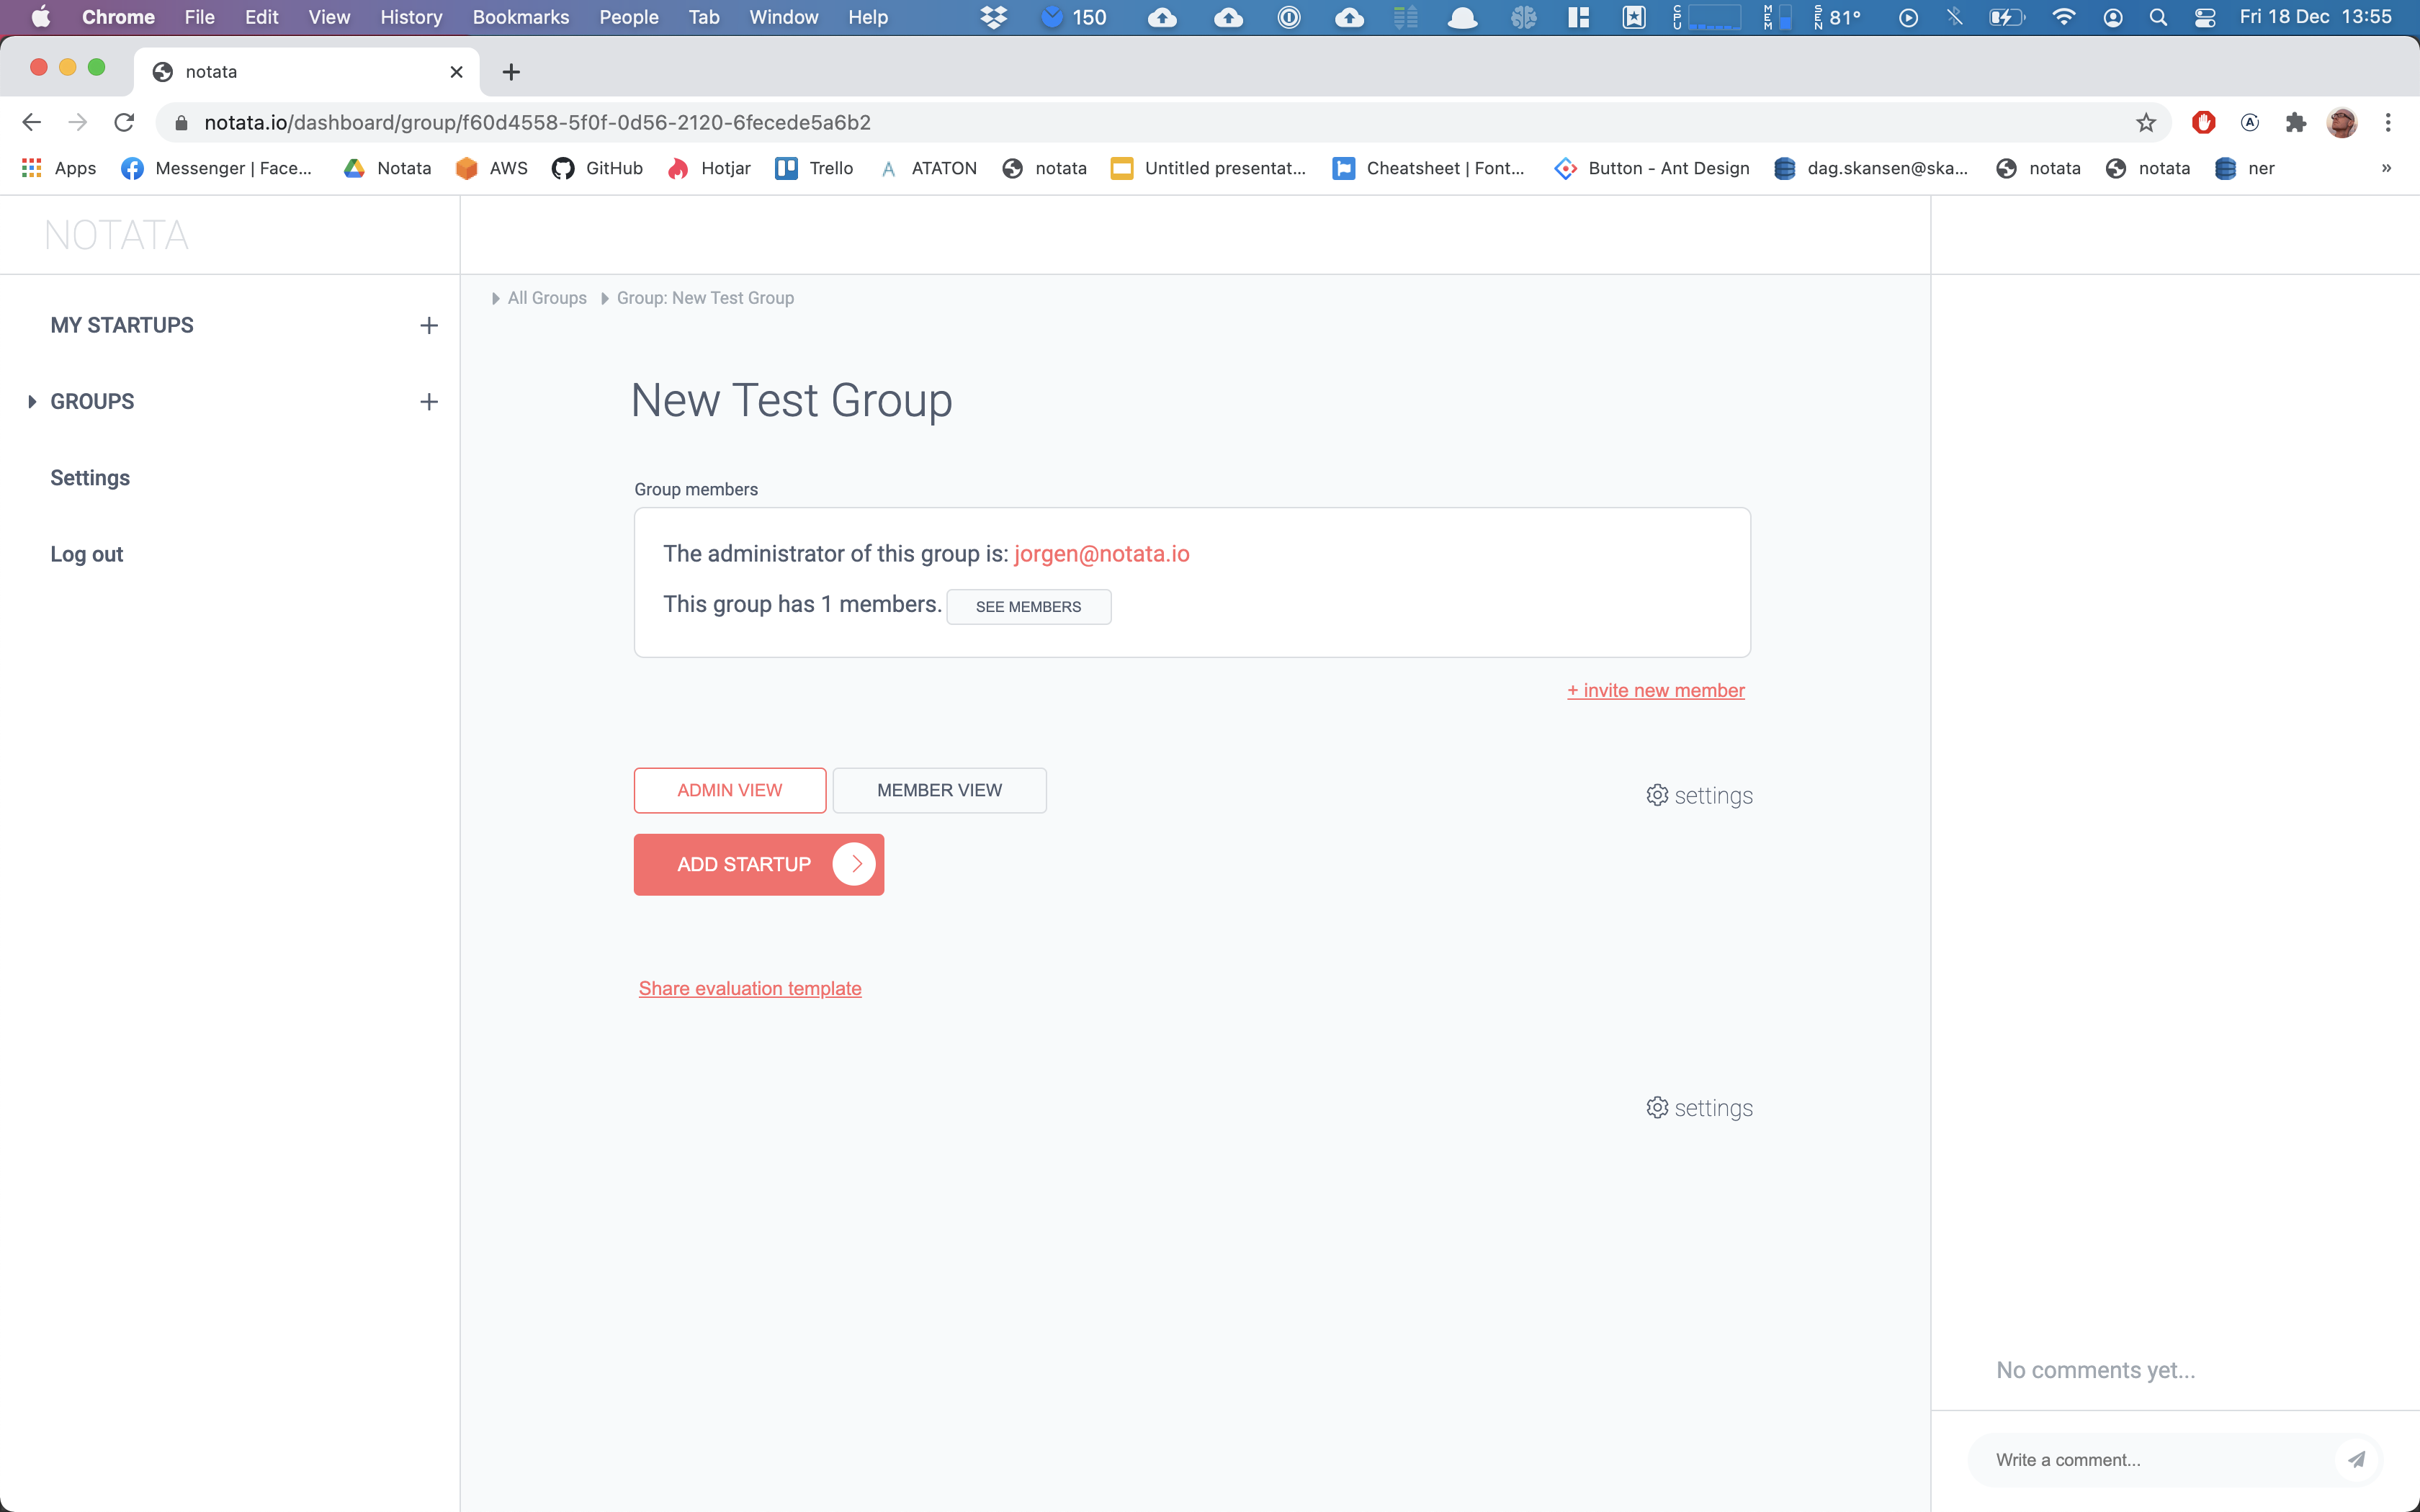 Chrome File Edit View History Bookmarks People Tab Window Help 150 CPU MEM SEN 81° Fri 18 Dec 13:55
notata
notata.io/dashboard/group/f60d4558-5f0f-0d56-2120-6fecede5a6b2
Apps Messenger | Face... Notata AWS GitHub Hotjar Trello ATATON notata Untitled presentat... Cheatsheet | Font... Button - Ant Design dag.skansen@ska... notata notata ner »
NOTATA
All Groups Group: New Test Group
MY STARTUPS +
GROUPS +
Settings
Log out
New Test Group
Group members
The administrator of this group is: jorgen@notata.io
This group has 1 members. SEE MEMBERS
+ invite new member
ADMIN VIEW MEMBER VIEW settings
ADD STARTUP
Share evaluation template
settings
No comments yet...
Write a comment...